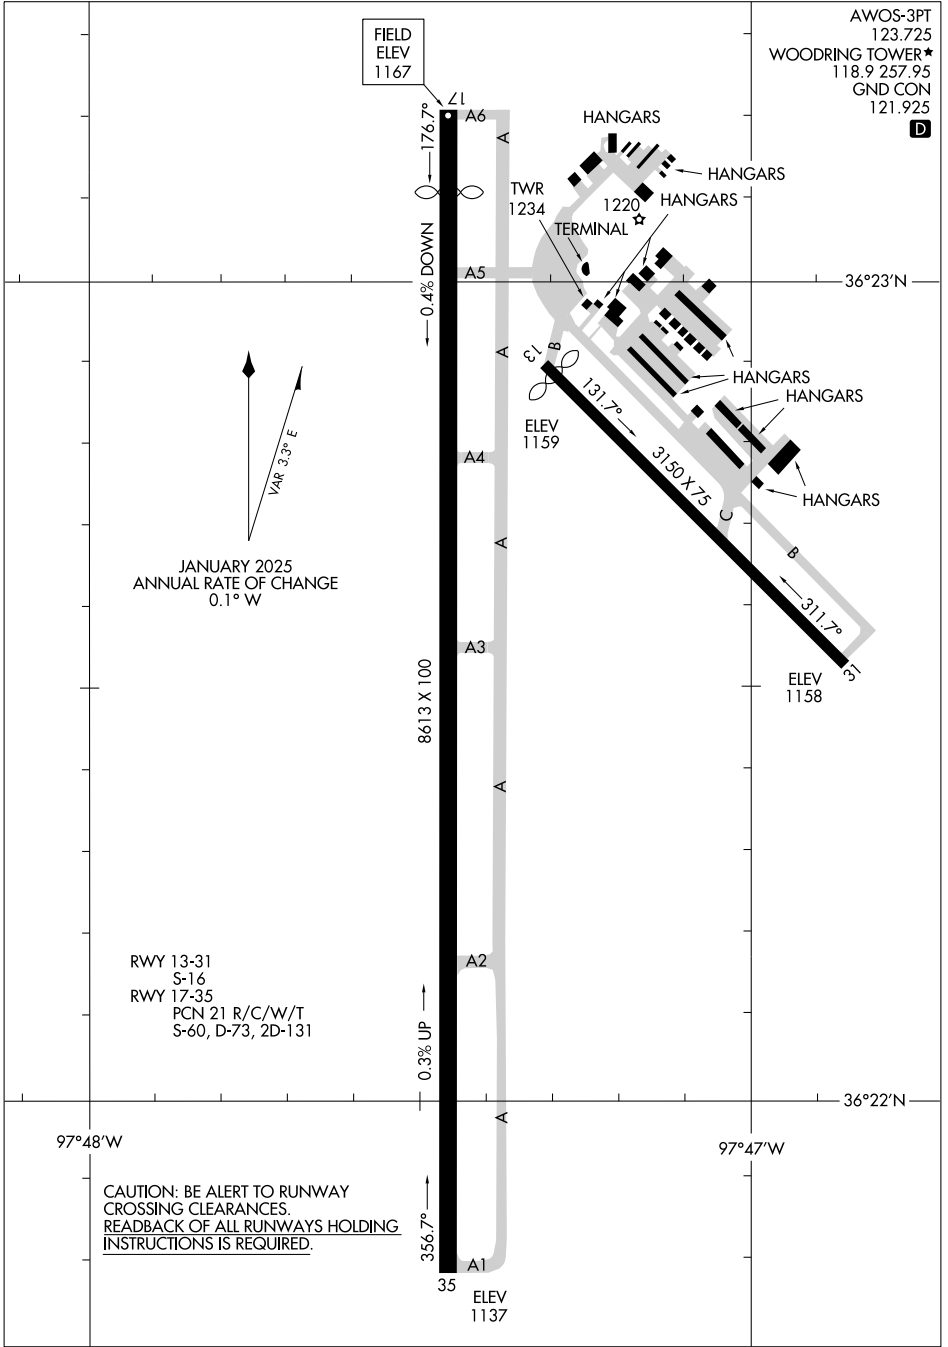 AWOS-3PT
123.725
WOODRING TOWER★
118.9 257.95
GND CON
121.925
D
FIELD
ELEV
1167
17
176.7°
A6
A
HANGARS
HANGARS
TWR
1234
1220
HANGARS
TERMINAL
0.4% DOWN
A5
36°23'N
A
B
13
VAR 3.3° E
131.7°
HANGARS
HANGARS
ELEV
1159
A4
3150 X 75
HANGARS
C
A
B
JANUARY 2025
ANNUAL RATE OF CHANGE
0.1° W
311.7°
A3
31
ELEV
1158
8613 X 100
A
RWY 13-31
S-16
RWY 17-35
PCN 21 R/C/W/T
S-60, D-73, 2D-131
A2
0.3% UP
36°22'N
A
97°48'W
97°47'W
CAUTION: BE ALERT TO RUNWAY
CROSSING CLEARANCES.
READBACK OF ALL RUNWAYS HOLDING
INSTRUCTIONS IS REQUIRED.
356.7°
A1
35
ELEV
1137